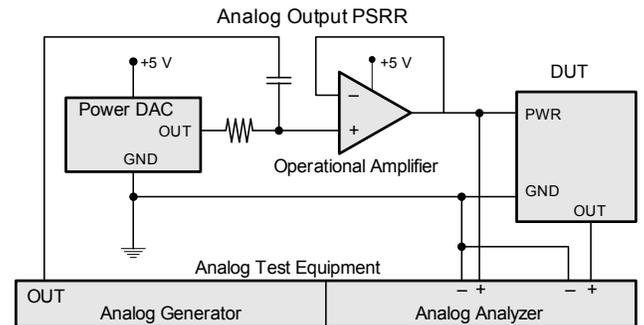 Analog Output PSRR
+5 V
+5 V
DUT
Power DAC
OUT
–
+
PWR
GND
Operational Amplifier
GND
OUT
Analog Test Equipment
– +
– +
OUT
Analog Generator
Analog Analyzer